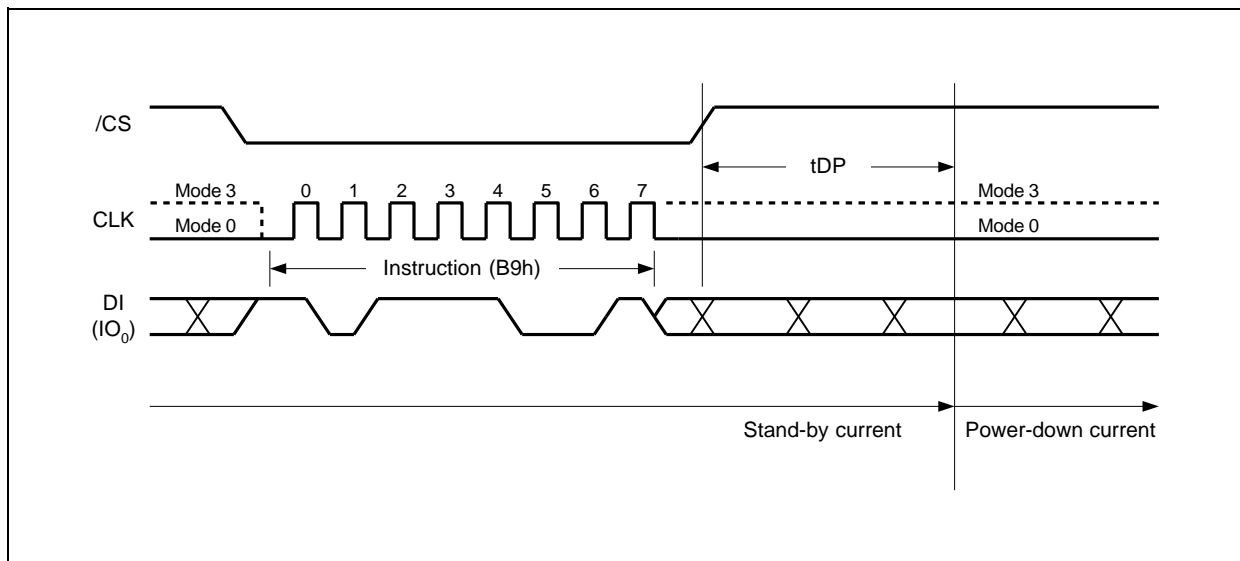 /CS
tDP
Mode 3 0 1 2 3 4 5 6 7 Mode 3
CLK
Mode 0 Mode 0
Instruction (B9h)
DI
(IO₀)
Stand-by current Power-down current